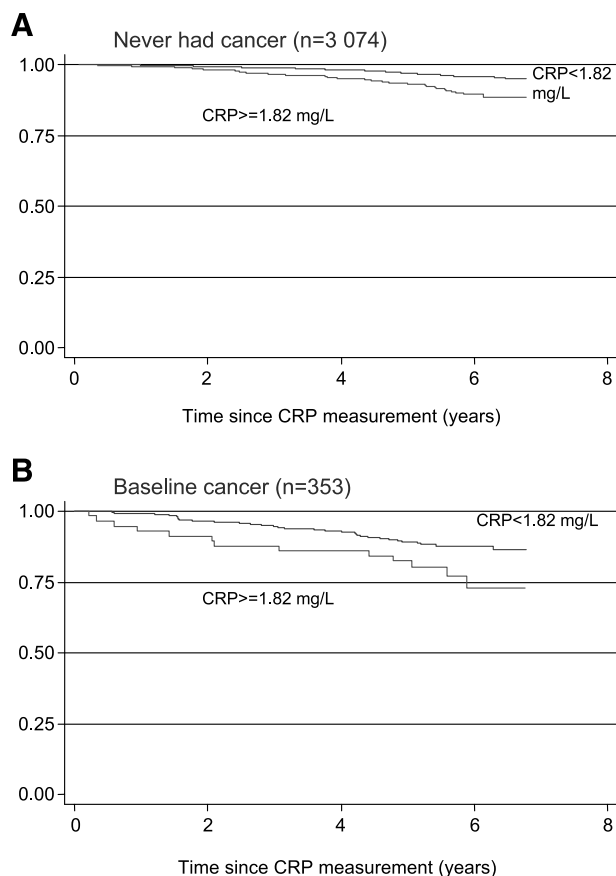 A
Never had cancer (n=3 074)
1.00
CRP<1.82
mg/L
CRP>=1.82 mg/L
0.75
0.50
0.25
0.00
0 2 4 6 8
Time since CRP measurement (years)
B
Baseline cancer (n=353)
1.00
CRP<1.82 mg/L
0.75
CRP>=1.82 mg/L
0.50
0.25
0.00
0 2 4 6 8
Time since CRP measurement (years)